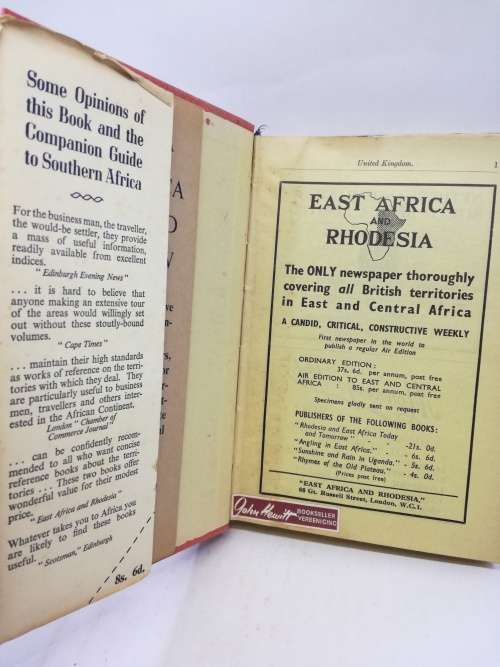 Some Opinions of
this Book and the
Companion Guide
to Southern Africa
For the business man, the traveller,
the would-be settler, they provide
a mass of useful information,
readily available from excellent
indices.
"Edinburgh Evening News"
... it is hard to believe that
anyone making an extensive tour
of the areas would willingly set
out without these stoutly-bound
volumes.
"Cape Times"
... maintain their high standards
as works of reference on the terri-
tories with which they deal. They
are particularly useful to business
men, travellers and others inter-
ested in the African Continent.
London "Chamber of
Commerce Journal"
... can be confidently recom-
mended to all who want concise
reference books about the terri-
tories ... These two books offer
wonderful value for their modest
price.
"East Africa and Rhodesia"
Whatever takes you to Africa you
are likely to find these books
useful.
"Scotsman," Edinburgh
8s. 6d.
United Kingdom.
1
EAST AFRICA
AND
RHODESIA
The ONLY newspaper thoroughly
covering all British territories
in East and Central Africa
A CANDID, CRITICAL, CONSTRUCTIVE WEEKLY
First newspaper in the world to
publish a regular Air Edition
ORDINARY EDITION :
37s. 6d. per annum, post free
AIR EDITION TO EAST AND CENTRAL
AFRICA : 85s. per annum, post free
Specimens gladly sent on request
PUBLISHERS OF THE FOLLOWING BOOKS:
"Rhodesia and East Africa Today
and Tomorrow" - 21s. 0d.
"Angling in East Africa." - 6s. 6d.
"Sunshine and Rain in Uganda." - 5s. 6d.
"Rhymes of the Old Plateau." - 4s. 0d.
(Prices post free)
"EAST AFRICA AND RHODESIA,"
66 Gt. Russell Street, London, W.C.1.
John Hewitt BOOKSELLER
VEREENIGING